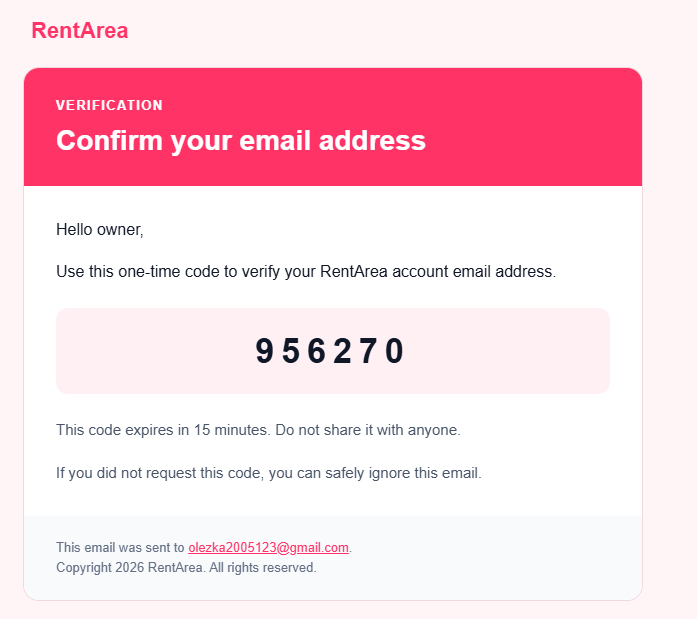 RentArea
VERIFICATION
Confirm your email address
Hello owner,
Use this one-time code to verify your RentArea account email address.
956270
This code expires in 15 minutes. Do not share it with anyone.
If you did not request this code, you can safely ignore this email.
This email was sent to olezka2005123@gmail.com.
Copyright 2026 RentArea. All rights reserved.